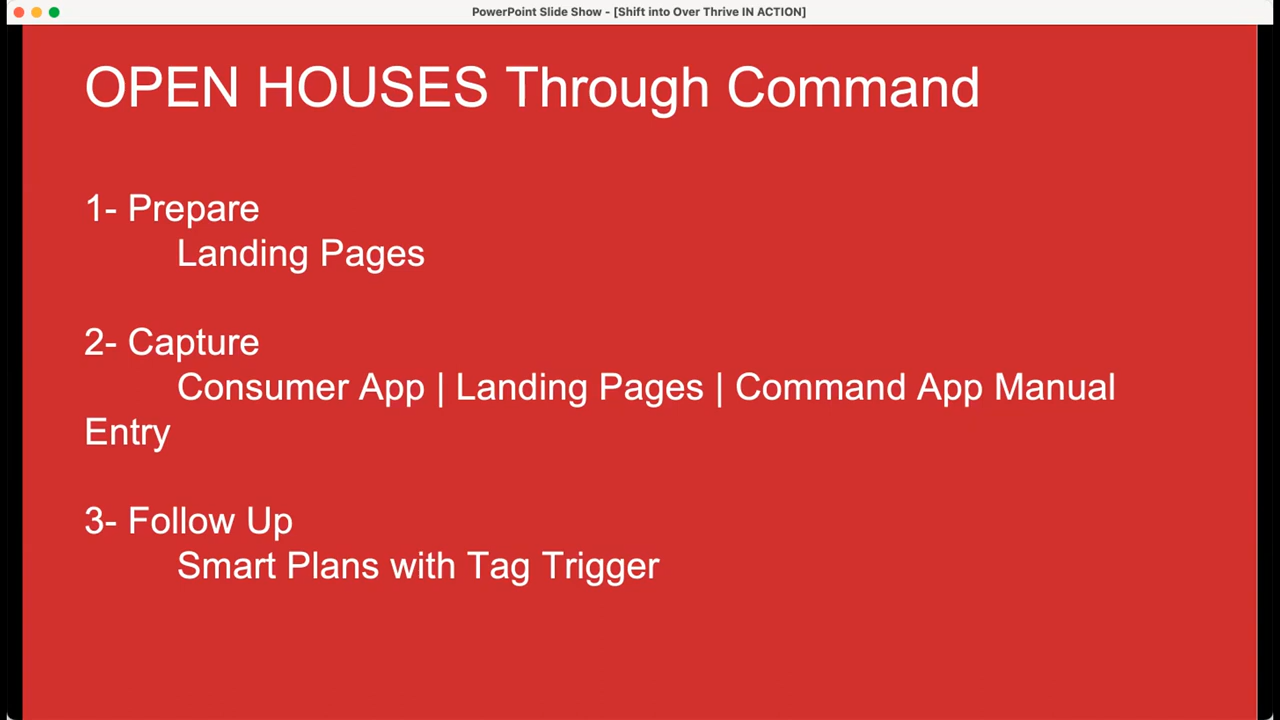 PowerPoint Slide Show - [Shift into Over Thrive IN ACTION]
OPEN HOUSES Through Command
1- Prepare
Landing Pages
2- Capture
Consumer App | Landing Pages | Command App Manual
Entry
3- Follow Up
Smart Plans with Tag Trigger